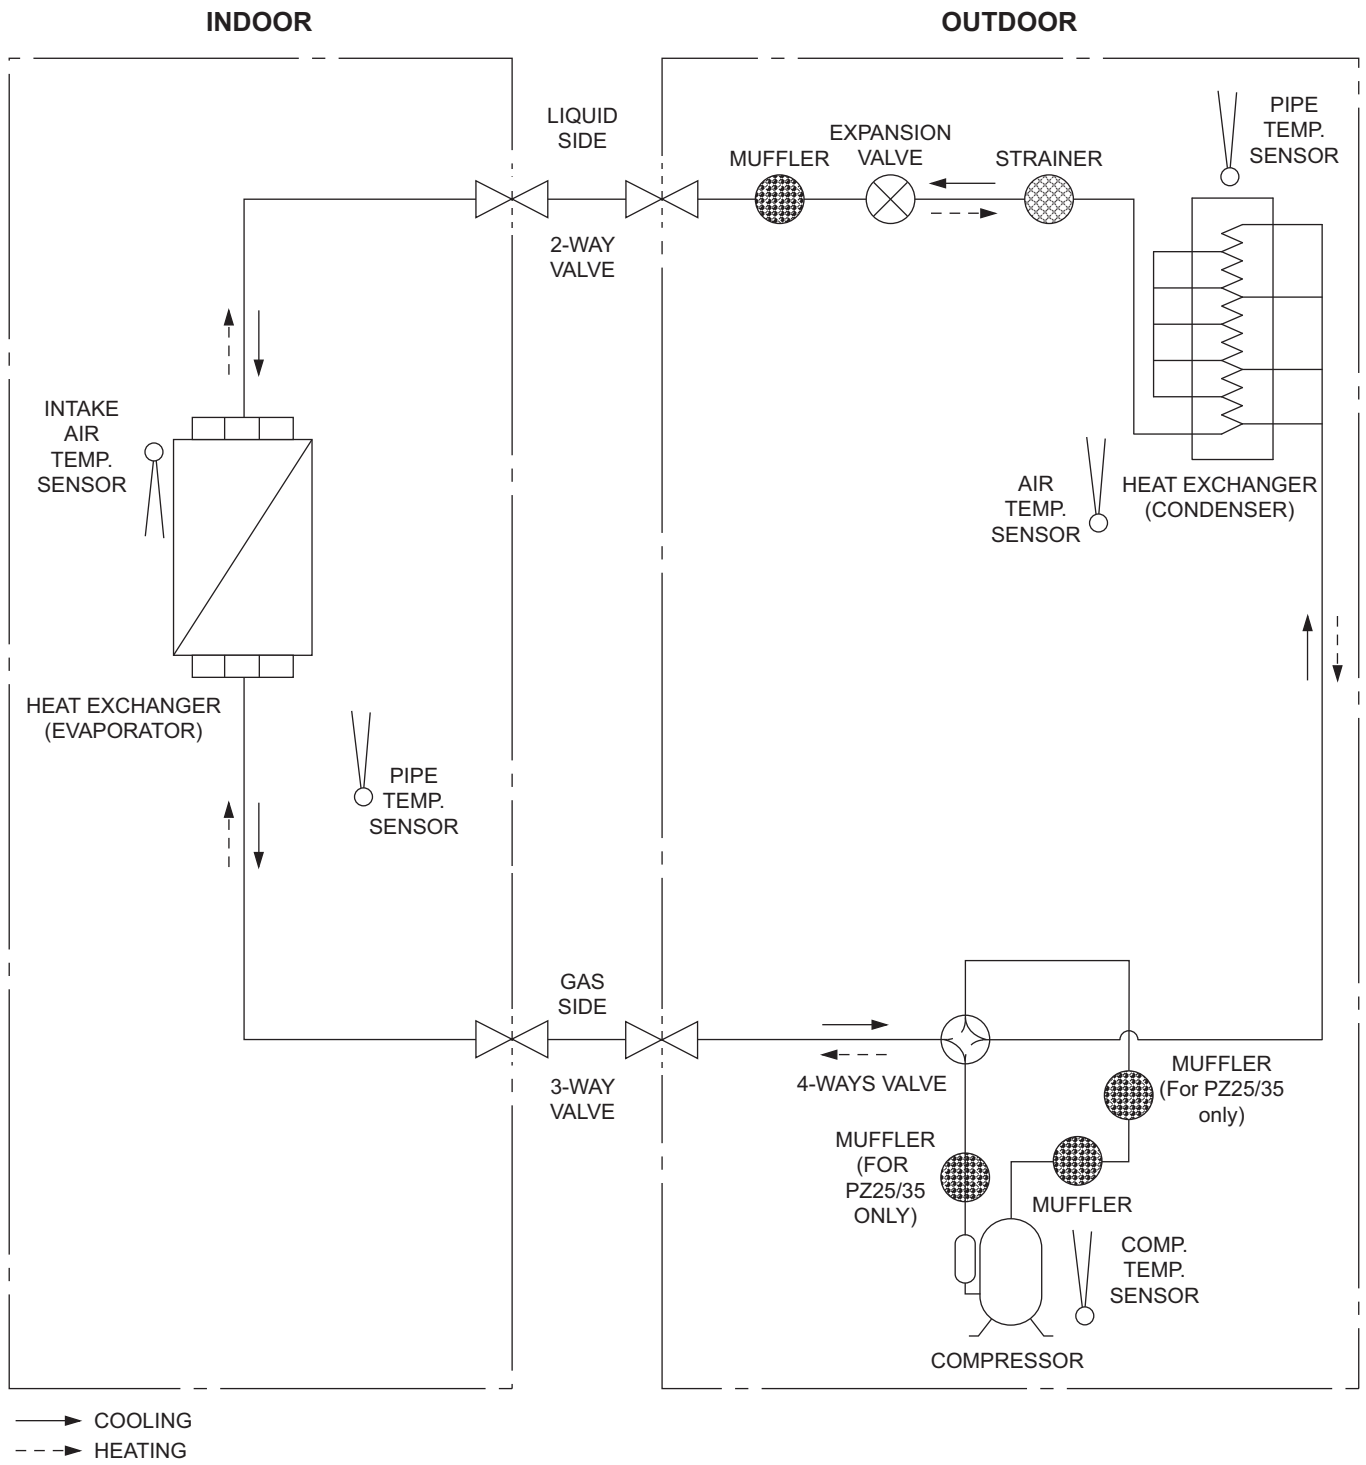 INDOOR
OUTDOOR
LIQUID
SIDE
MUFFLER
EXPANSION
VALVE
STRAINER
PIPE
TEMP.
SENSOR
2-WAY
VALVE
INTAKE
AIR
TEMP.
SENSOR
AIR
TEMP.
SENSOR
HEAT EXCHANGER
(CONDENSER)
HEAT EXCHANGER
(EVAPORATOR)
PIPE
TEMP.
SENSOR
GAS
SIDE
3-WAY
VALVE
4-WAYS VALVE
MUFFLER
(For PZ25/35
only)
MUFFLER
(FOR
PZ25/35
ONLY)
MUFFLER
COMP.
TEMP.
SENSOR
COMPRESSOR
COOLING
HEATING